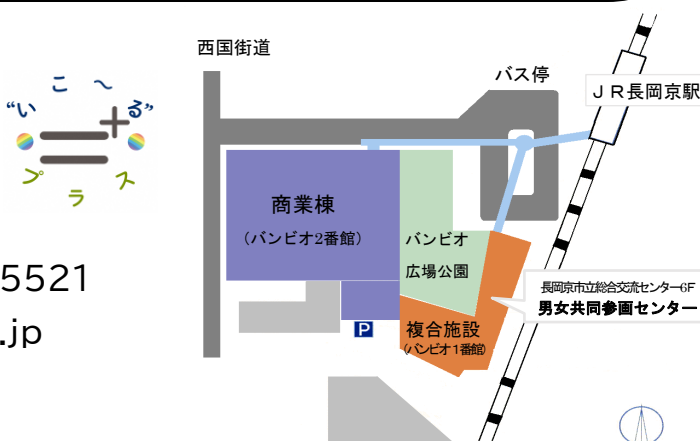 西国街道
バス停
JR長岡京駅
“いこ～る”
プラス
商業棟
（バンビオ2番館）
バンビオ
広場公園
5521
.jp
長岡京市立総合交流センター6F
男女共同参画センター
複合施設
（バンビオ1番館）
P